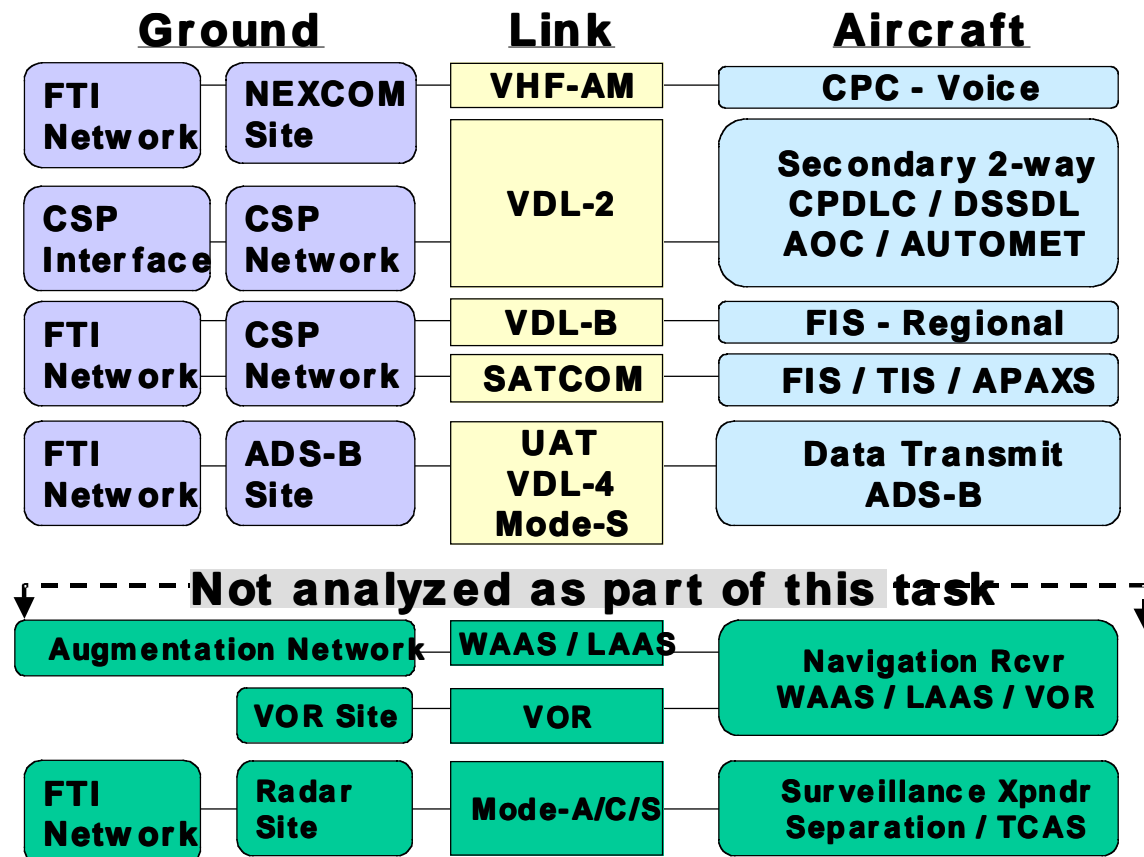 Ground Link Aircraft
FTI
Network
NEXCOM
Site
VHF-AM
CPC - Voice
CSP
Interface
CSP
Network
VDL-2
Secondary 2-way
CPDLC / DSSDL
AOC / AUTOMET
FTI
Network
CSP
Network
VDL-B
FIS - Regional
SATCOM
FIS / TIS / APAXS
FTI
Network
ADS-B
Site
UAT
VDL-4
Mode-S
Data Transmit
ADS-B
Not analyzed as part of this task
Augmentation Network
WAAS / LAAS
Navigation Rcvr
WAAS / LAAS / VOR
VOR Site
VOR
FTI
Network
Radar
Site
Mode-A/C/S
Surveillance Xpndr
Separation / TCAS